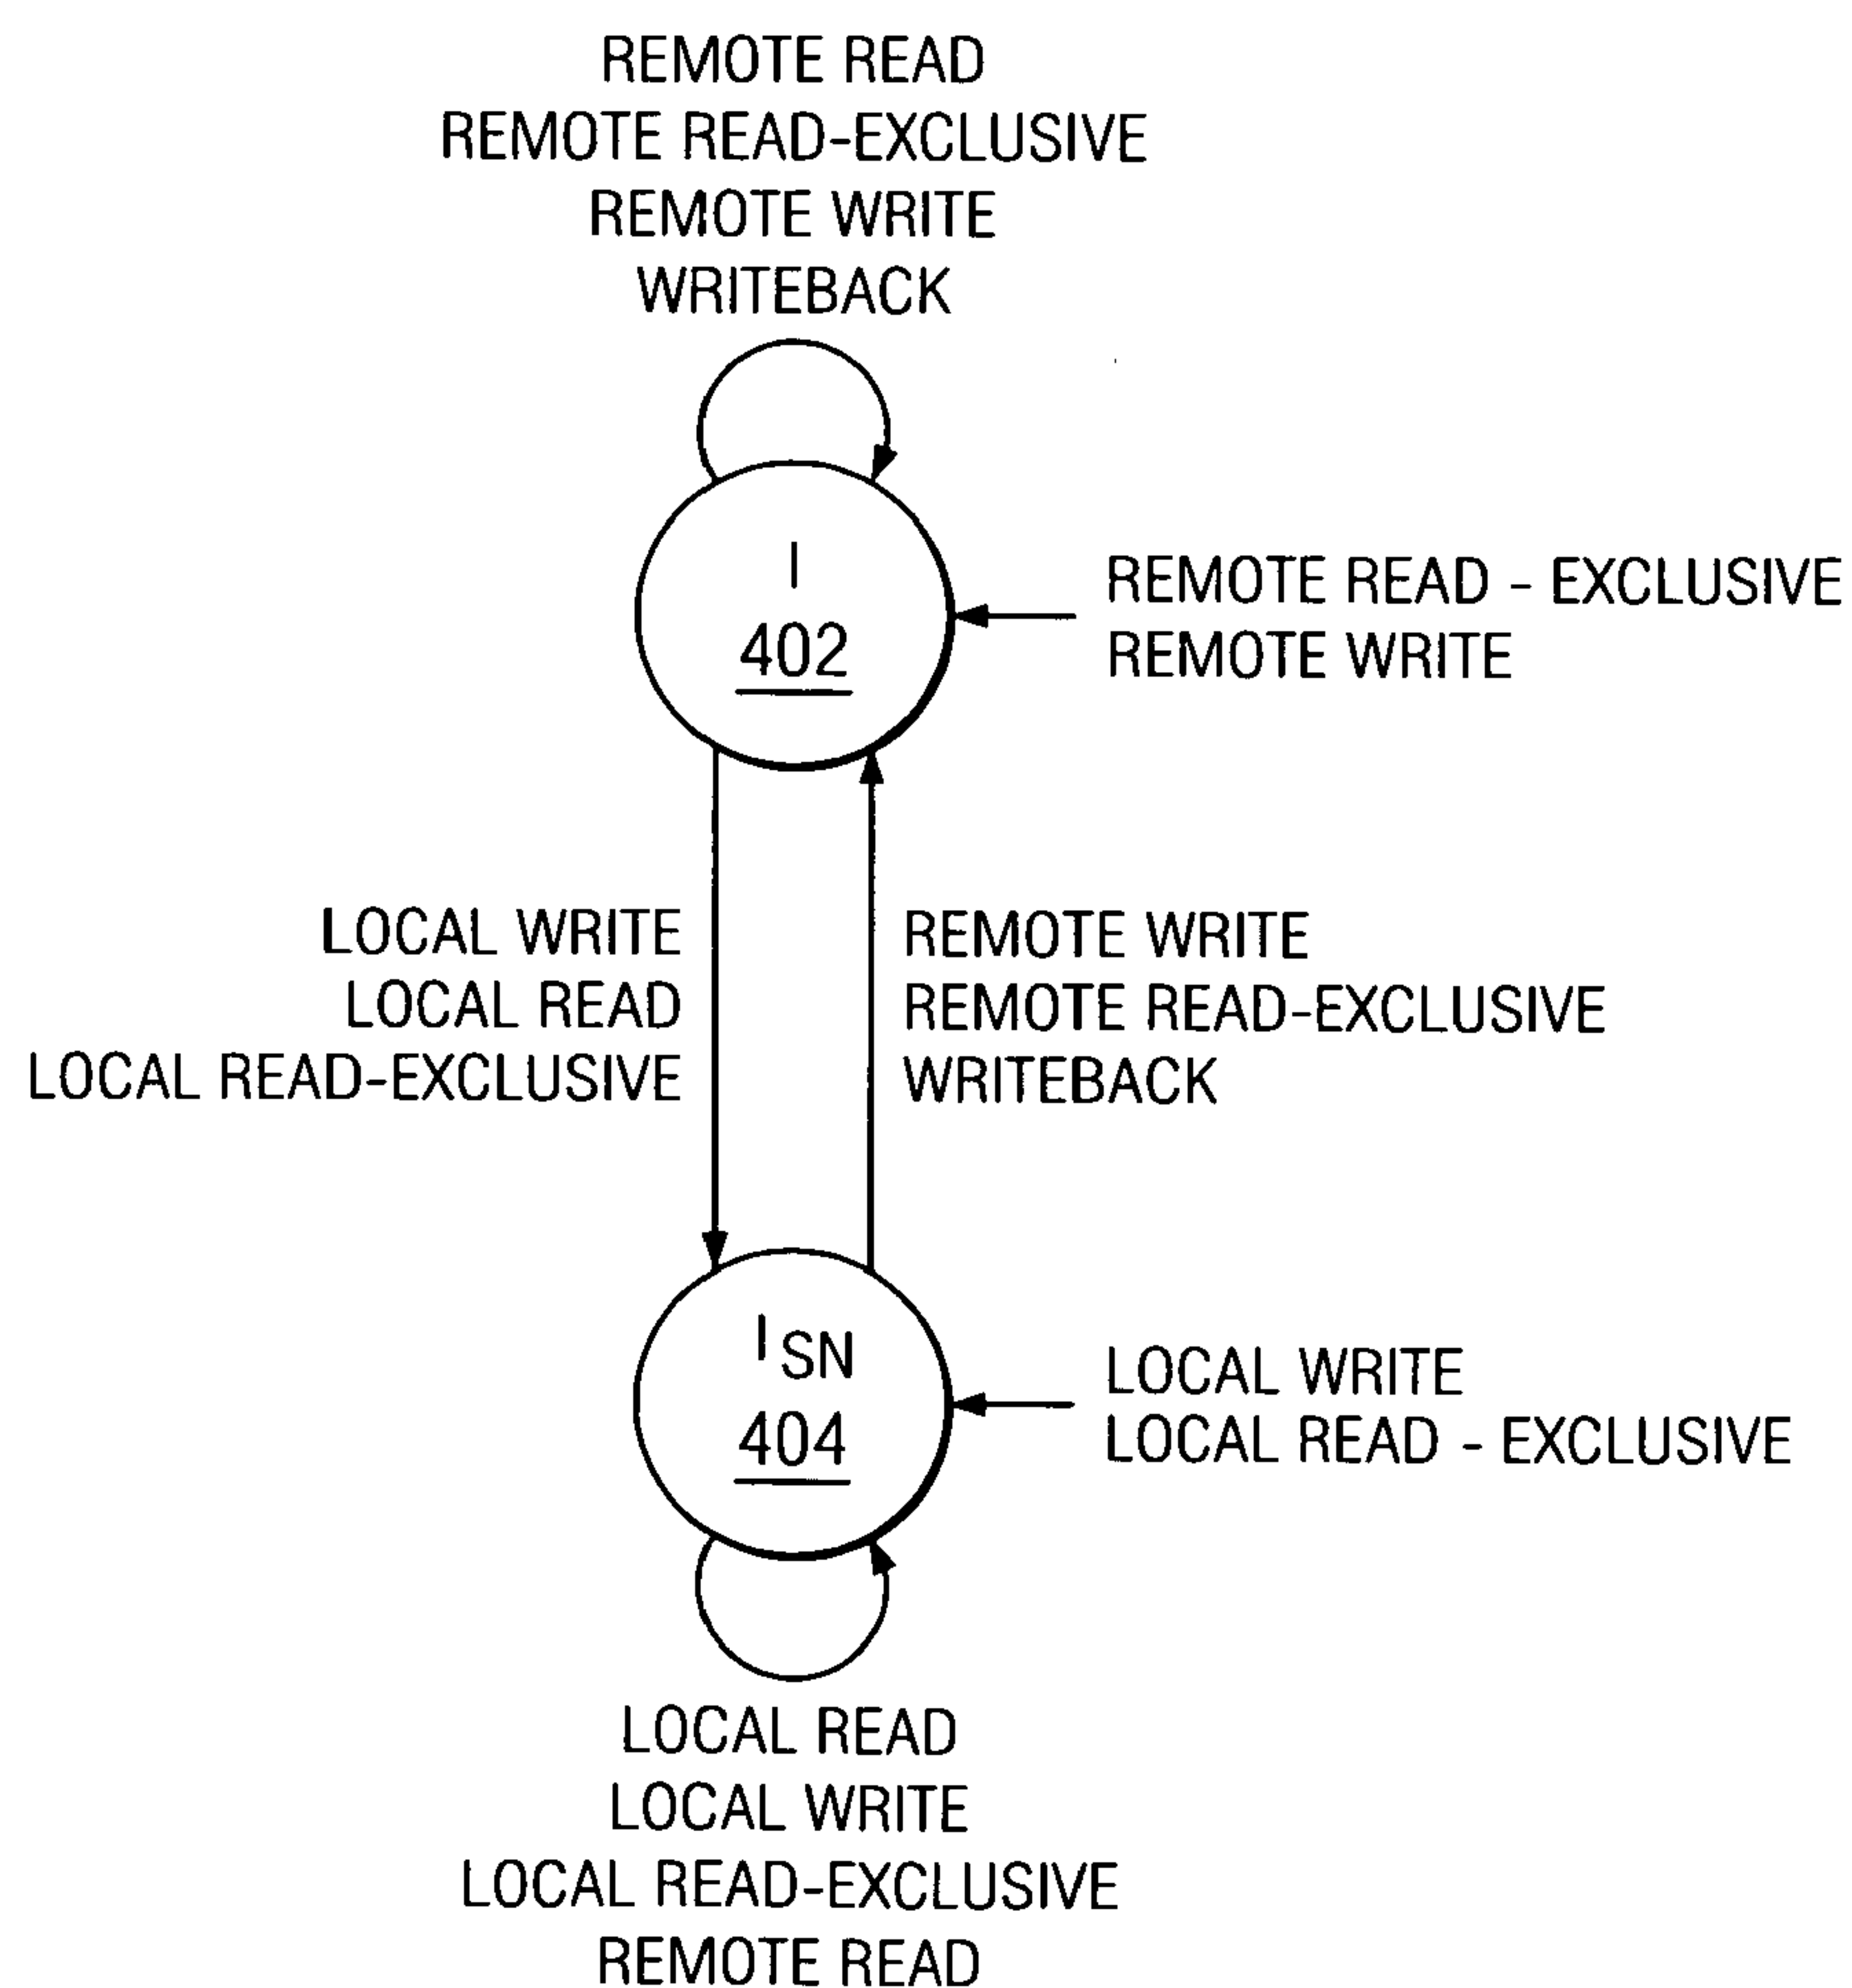 REMOTE READ
REMOTE READ-EXCLUSIVE
REMOTE WRITE
WRITEBACK
I
402
REMOTE READ - EXCLUSIVE
REMOTE WRITE
LOCAL WRITE
LOCAL READ
LOCAL READ-EXCLUSIVE
REMOTE WRITE
REMOTE READ-EXCLUSIVE
WRITEBACK
I SN
404
LOCAL WRITE
LOCAL READ - EXCLUSIVE
LOCAL READ
LOCAL WRITE
LOCAL READ-EXCLUSIVE
REMOTE READ